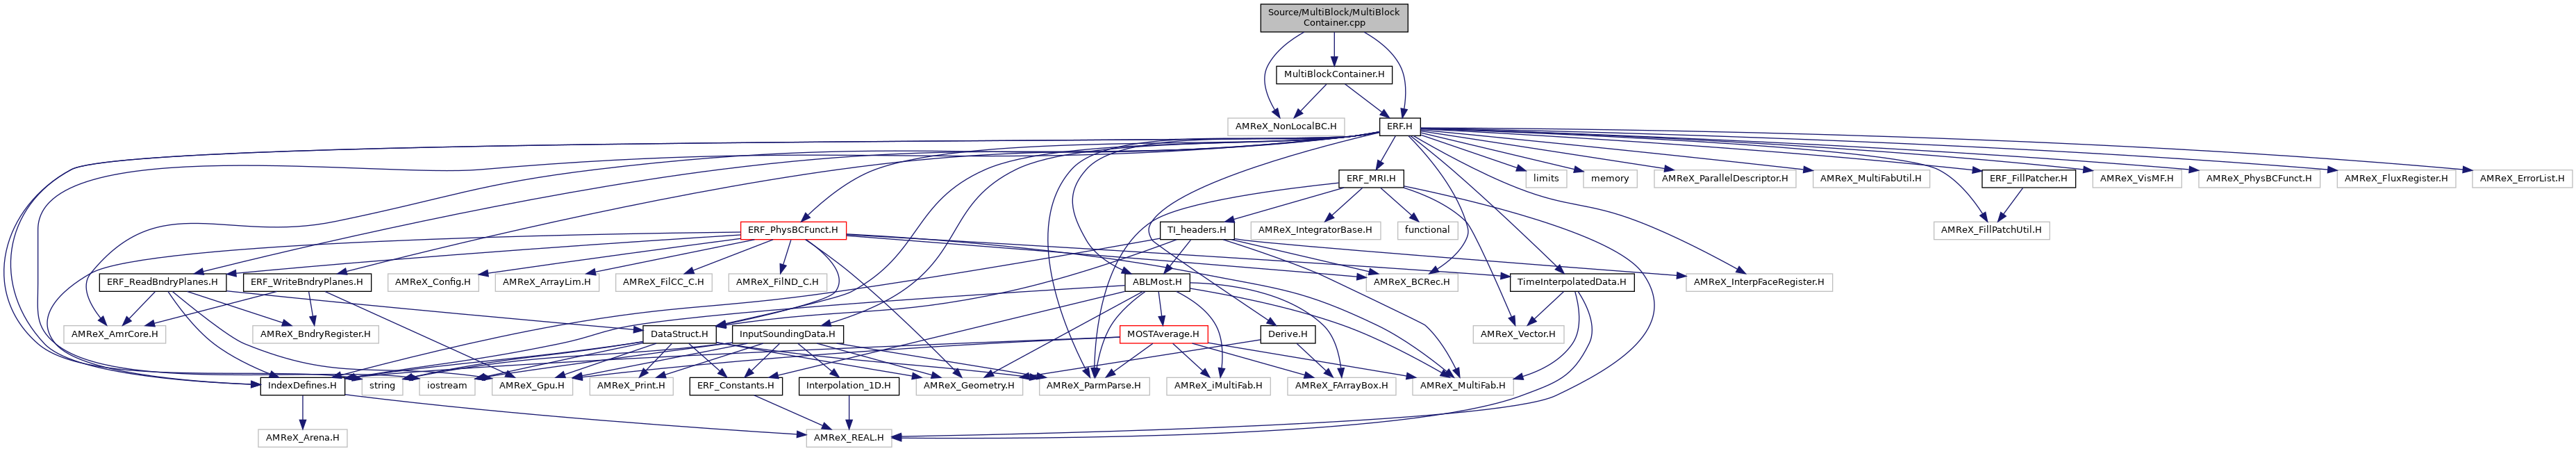 Source/MultiBlock/MultiBlock
Container.cpp
MultiBlockContainer.H
AMReX_NonLocalBC.H
ERF.H
ERF_MRI.H
limits
memory
AMReX_ParallelDescriptor.H
AMReX_MultiFabUtil.H
ERF_FillPatcher.H
AMReX_VisMF.H
AMReX_PhysBCFunct.H
AMReX_FluxRegister.H
AMReX_ErrorList.H
ERF_PhysBCFunct.H
TI_headers.H
AMReX_IntegratorBase.H
functional
AMReX_FillPatchUtil.H
ERF_ReadBndryPlanes.H
ERF_WriteBndryPlanes.H
AMReX_Config.H
AMReX_ArrayLim.H
AMReX_FilCC_C.H
AMReX_FilND_C.H
ABLMost.H
AMReX_BCRec.H
TimeInterpolatedData.H
AMReX_InterpFaceRegister.H
AMReX_AmrCore.H
AMReX_BndryRegister.H
DataStruct.H
InputSoundingData.H
MOSTAverage.H
Derive.H
AMReX_Vector.H
IndexDefines.H
string
iostream
AMReX_Gpu.H
AMReX_Print.H
ERF_Constants.H
Interpolation_1D.H
AMReX_Geometry.H
AMReX_ParmParse.H
AMReX_iMultiFab.H
AMReX_FArrayBox.H
AMReX_MultiFab.H
AMReX_Arena.H
AMReX_REAL.H